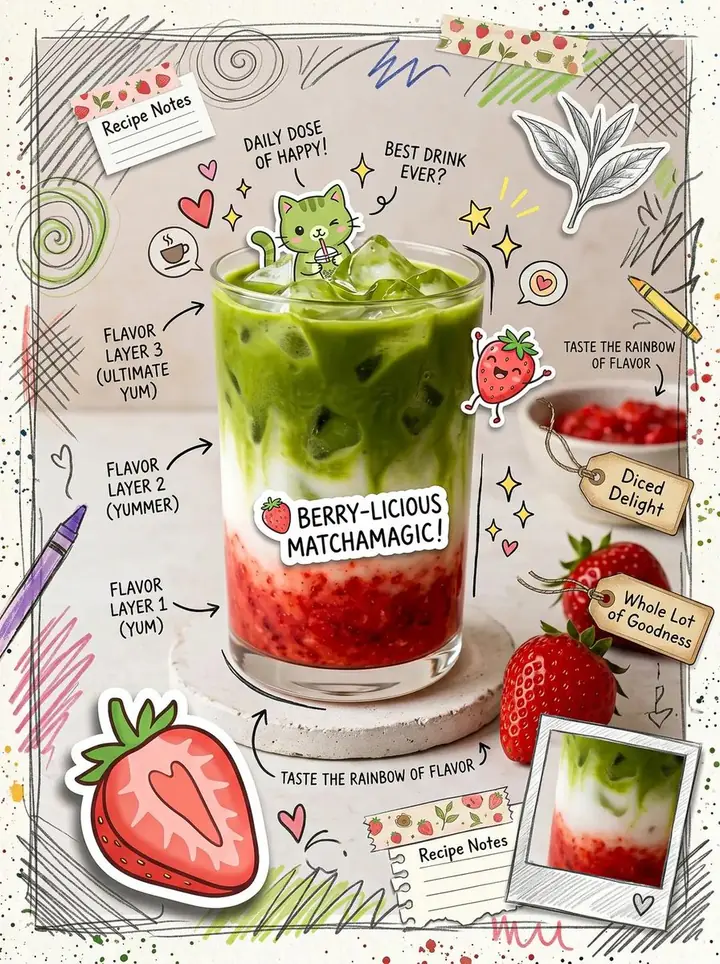 Recipe Notes
DAILY DOSE
OF HAPPY!
BEST DRINK
EVER?
FLAVOR
LAYER 3
(ULTIMATE
YUM)
TASTE THE RAINBOW
OF FLAVOR
FLAVOR
LAYER 2
(YUMMER)
Diced
Delight
BERRY-LICIOUS
MATCHAMAGIC!
FLAVOR
LAYER 1
(YUM)
Whole Lot
of Goodness
TASTE THE RAINBOW OF FLAVOR
Recipe Notes